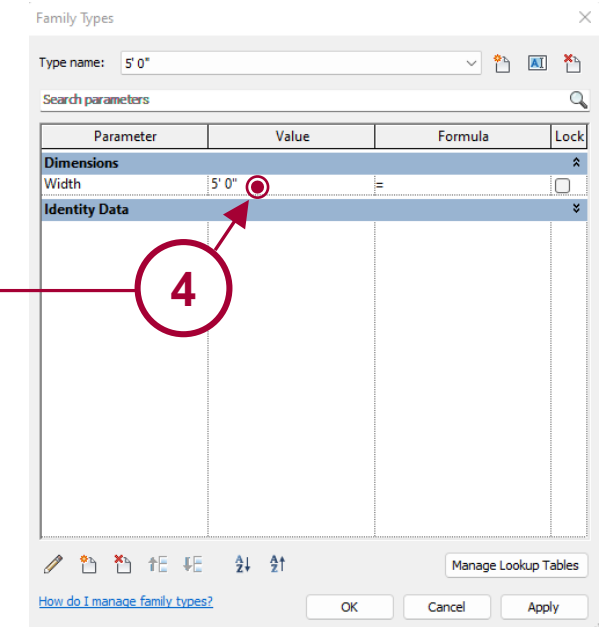 Family Types
Type name: 5' 0"
Search parameters
Parameter Value Formula Lock
Dimensions
Width 5' 0" =
Identity Data
4
Manage Lookup Tables
How do I manage family types? OK Cancel Apply